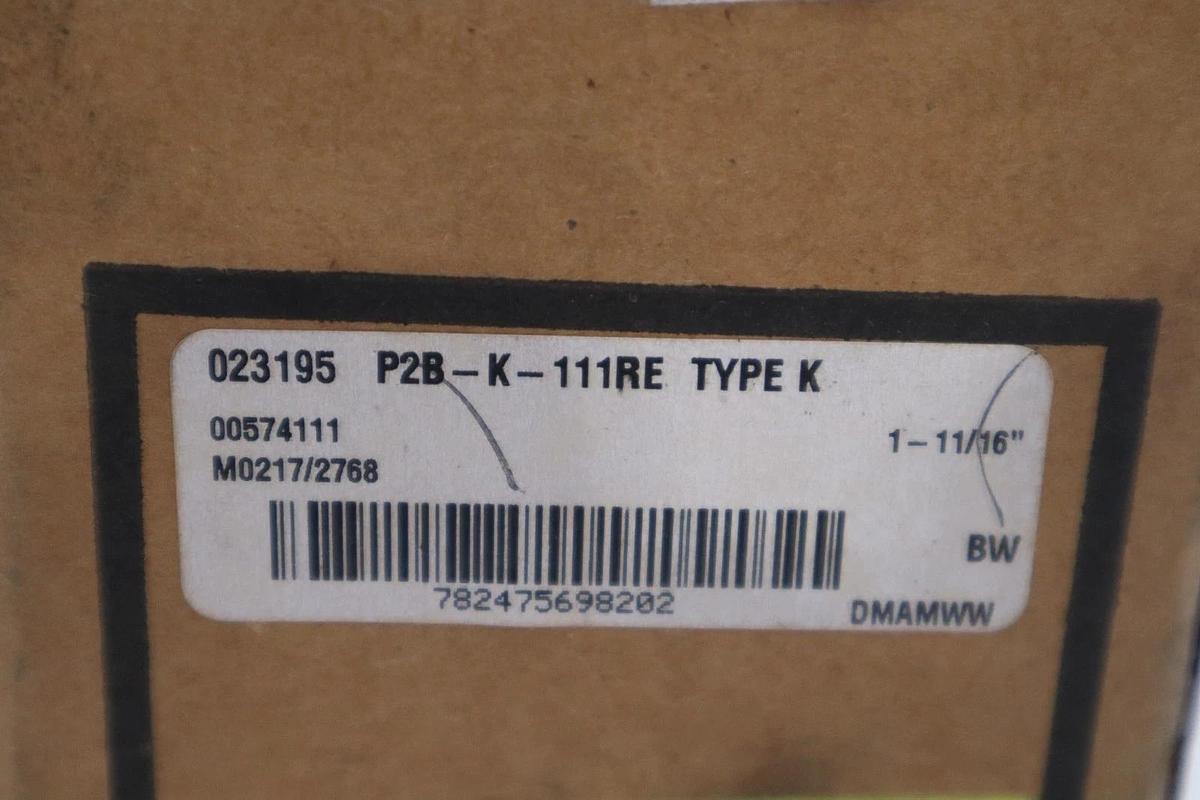 023195 P2B-K-111RE TYPE K
00574111
1-11/16"
M0217/2768
BW
782475698202
DMAMWW